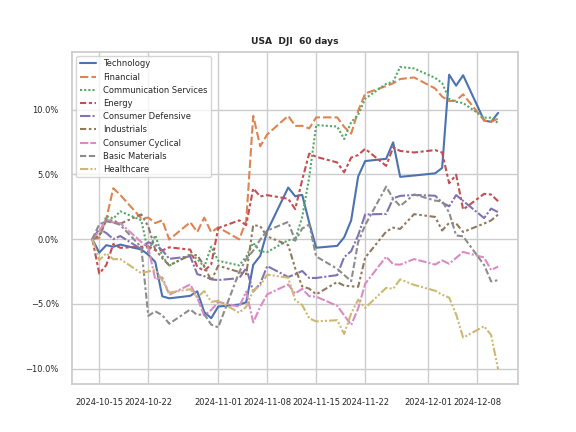 USA  DJI  60 days
Technology
Financial
Communication Services
Energy
Consumer Defensive
Industrials
Consumer Cyclical
Basic Materials
Healthcare
10.0%
5.0%
0.0%
−5.0%
−10.0%
2024-10-15 2024-10-22 2024-11-01 2024-11-08 2024-11-15 2024-11-22 2024-12-01 2024-12-08